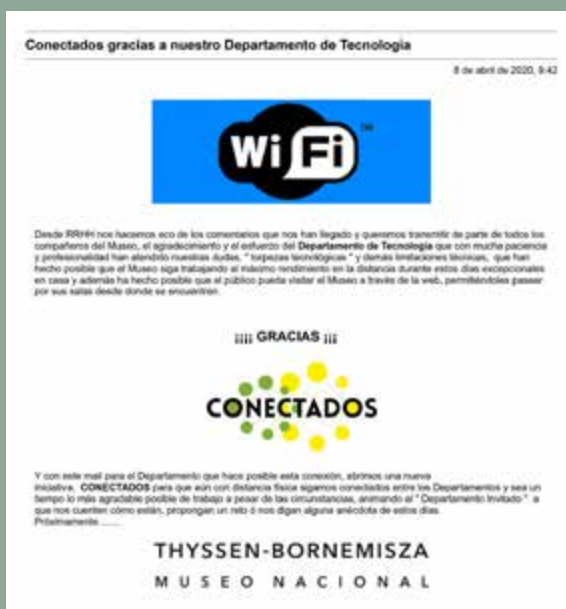 Conectados gracias a nuestro Departamento de Tecnología
8 de abril de 2020, 9:42
Wi Fi ™
Desde RRHH nos hacemos eco de los comentarios que nos han llegado y queremos transmitir de parte de todos los
compañeros del Museo, el agradecimiento y el esfuerzo del Departamento de Tecnología que con mucha paciencia
y profesionalidad han atendido nuestras dudas, " torpezas tecnológicas " y demás limitaciones técnicas, que han
hecho posible que el Museo siga trabajando al máximo rendimiento en la distancia durante estos días excepcionales
en casa y además ha hecho posible que el público pueda visitar el Museo a través de la web, permitiéndoles pasear
por sus salas desde donde se encuentren.
¡¡¡¡ GRACIAS ¡¡¡
CONECTADOS
Y con este mail para el Departamento que hace posible esta conexión, abrimos una nueva
iniciativa, CONECTADOS para que aún con distancia física sigamos conectados entre los Departamentos y sea un
tiempo lo más agradable posible de trabajo a pesar de las circunstancias, animando al " Departamento Invitado " a
que nos cuenten cómo están, propongan un reto ó nos digan alguna anécdota de estos días.
Próximamente .......
THYSSEN-BORNEMISZA
MUSEO NACIONAL